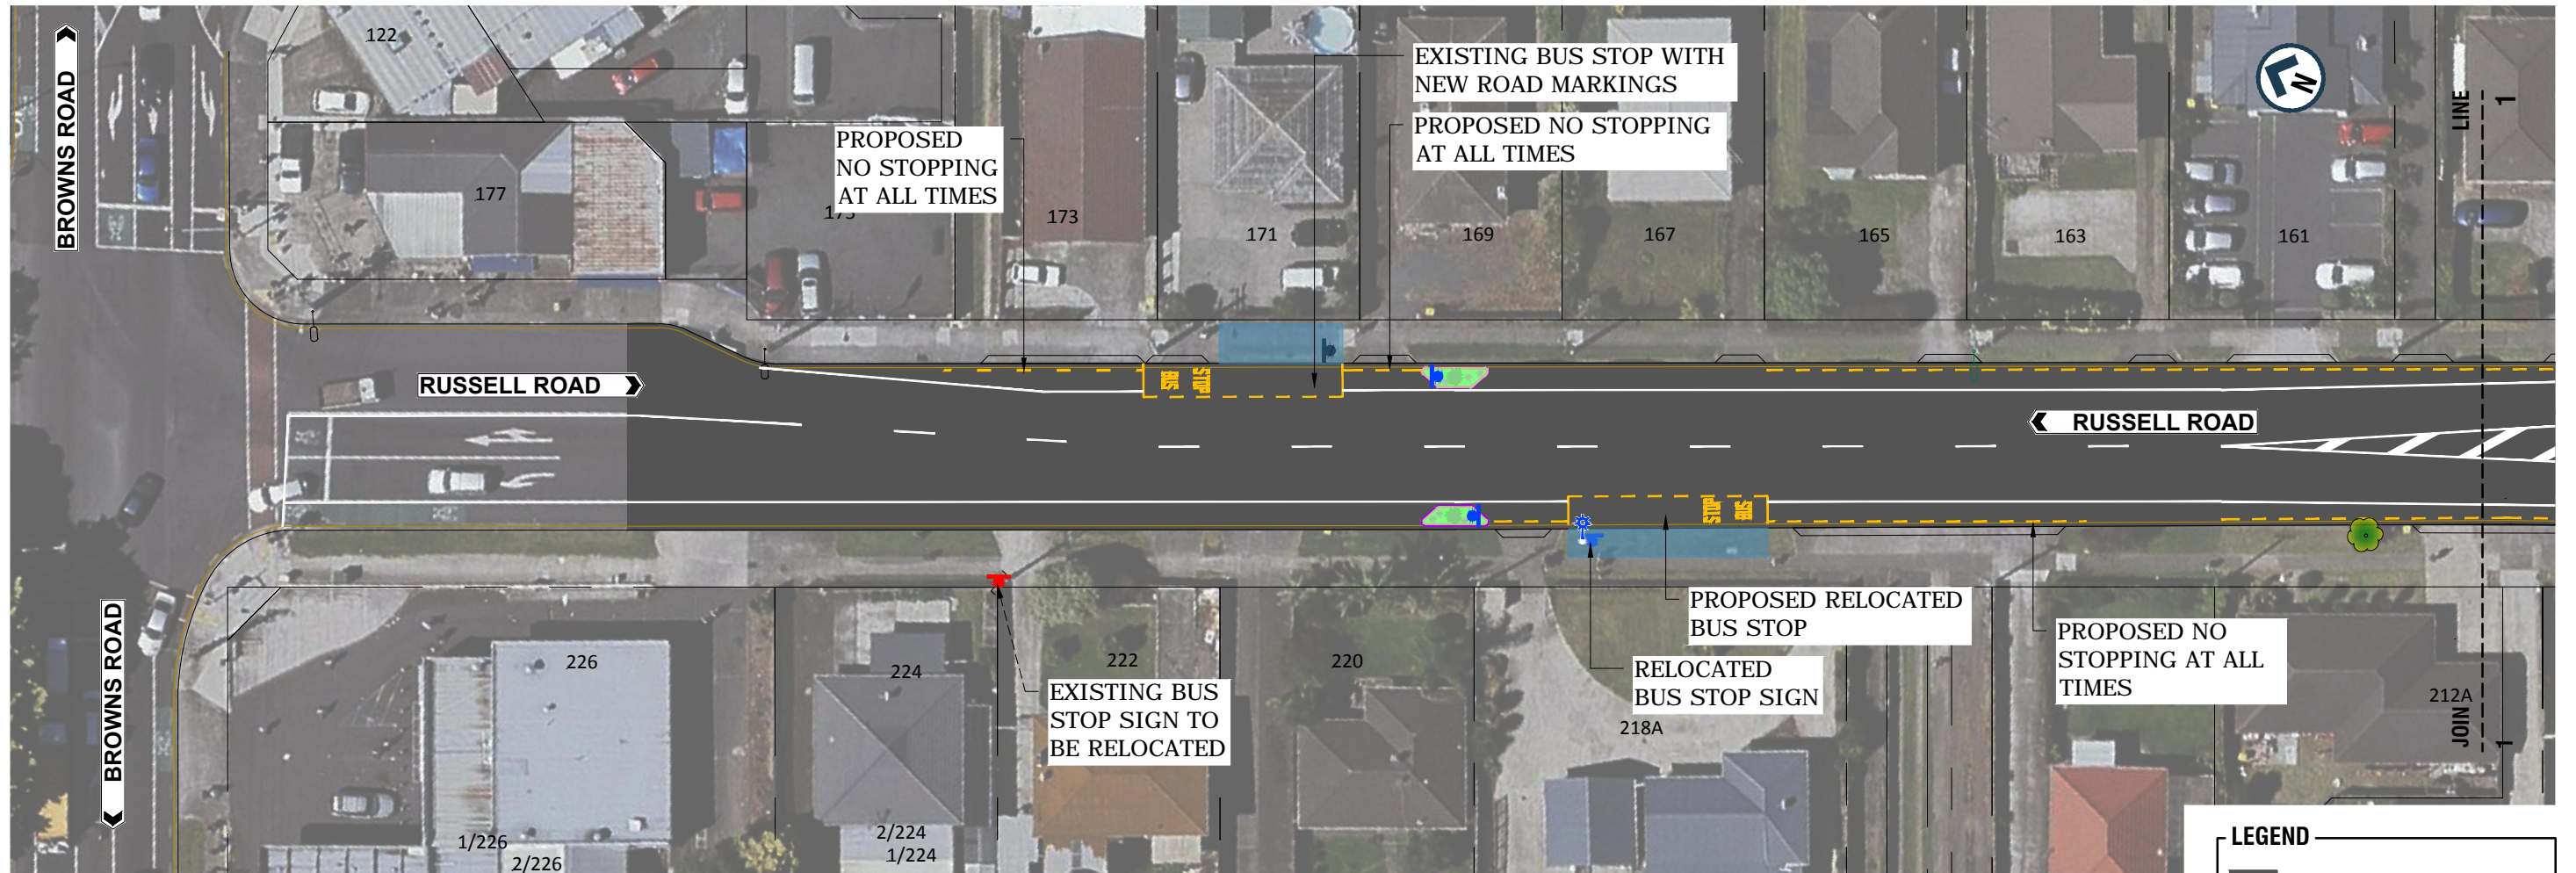 BROWNS ROAD
122
177
PROPOSED
NO STOPPING
AT ALL TIMES
173
171
EXISTING BUS STOP WITH
NEW ROAD MARKINGS
PROPOSED NO STOPPING
AT ALL TIMES
169
167
165
163
161
N
LINE
1
RUSSELL ROAD
BUS
STOP
RUSSELL ROAD
STOP
BUS
BROWNS ROAD
226
1/226
2/226
224
2/224
1/224
222
EXISTING BUS
STOP SIGN TO
BE RELOCATED
220
PROPOSED RELOCATED
BUS STOP
RELOCATED
BUS STOP SIGN
218A
PROPOSED NO
STOPPING AT ALL
TIMES
212A
JOIN
1
LEGEND